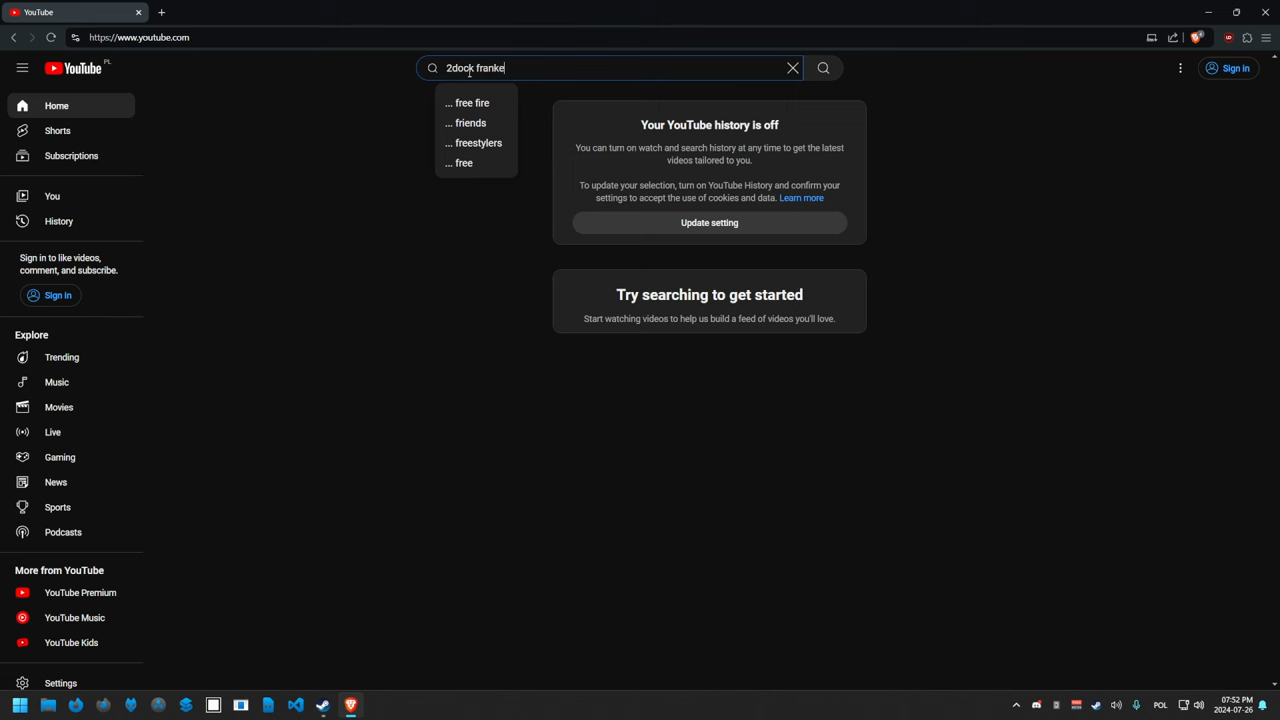 YouTube
https://www.youtube.com
4
YouTube PL
2dock franke
Sign in
... free fire
... friends
... freestylers
... free
Home
Shorts
Subscriptions
You
History
Sign in to like videos,
comment, and subscribe.
Sign in
Explore
Trending
Music
Movies
Live
Gaming
News
Sports
Podcasts
More from YouTube
YouTube Premium
YouTube Music
YouTube Kids
Settings
Your YouTube history is off
You can turn on watch and search history at any time to get the latest
videos tailored to you.
To update your selection, turn on YouTube History and confirm your
settings to accept the use of cookies and data. Learn more
Update setting
Try searching to get started
Start watching videos to help us build a feed of videos you'll love.
POL
07:52
2024-07-26